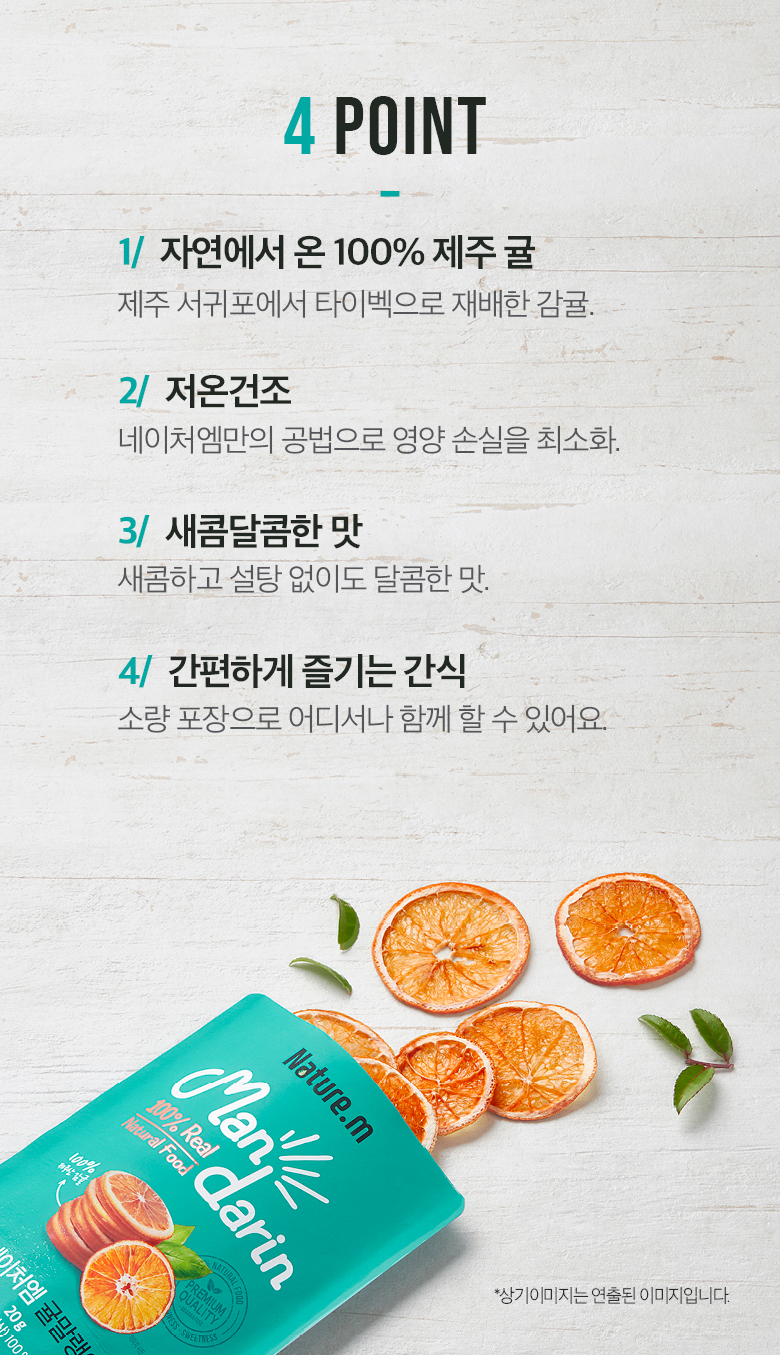 4 POINT
1/ 자연에서 온 100% 제주 귤
제주 서귀포에서 타이벡으로 재배한 감귤.
2/ 저온건조
네이처엠만의 공법으로 영양 손실을 최소화.
3/ 새콤달콤한 맛
새콤하고 설탕 없이도 달콤한 맛.
4/ 간편하게 즐기는 간식
소량 포장으로 어디서나 함께 할 수 있어요.
Nature.m
Man
darin
100% Real
Natural Food
100%
NATURAL FOOD
PREMIUM
QUALITY
SWEETNESS
20g
*상기이미지는 연출된 이미지입니다.